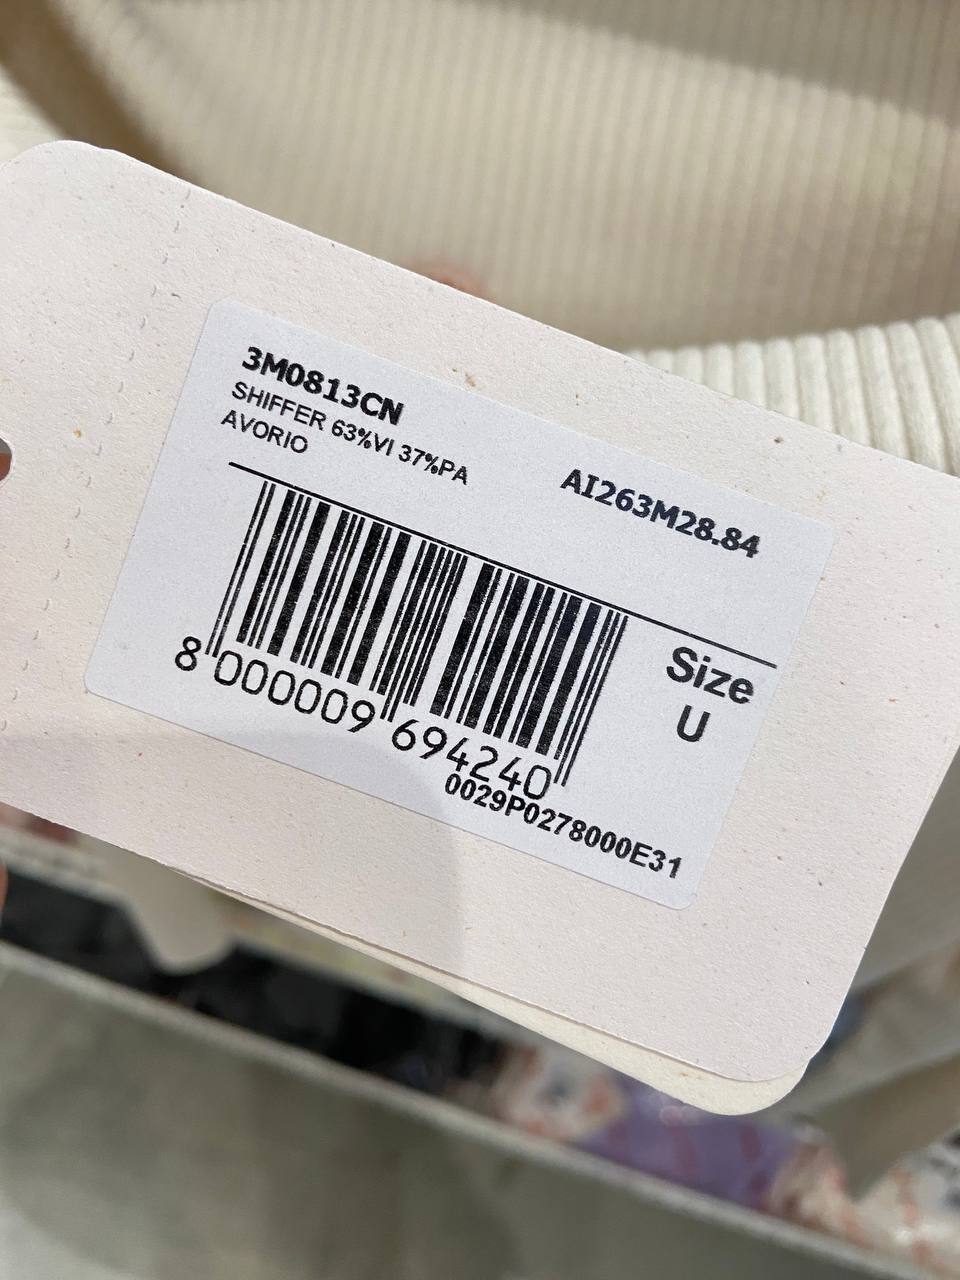 3M0813CN
SHIFFER 63%VI 37%PA
AVORIO
AI263M28.84
Size
U
8 000009 694240
0029P0278000E31